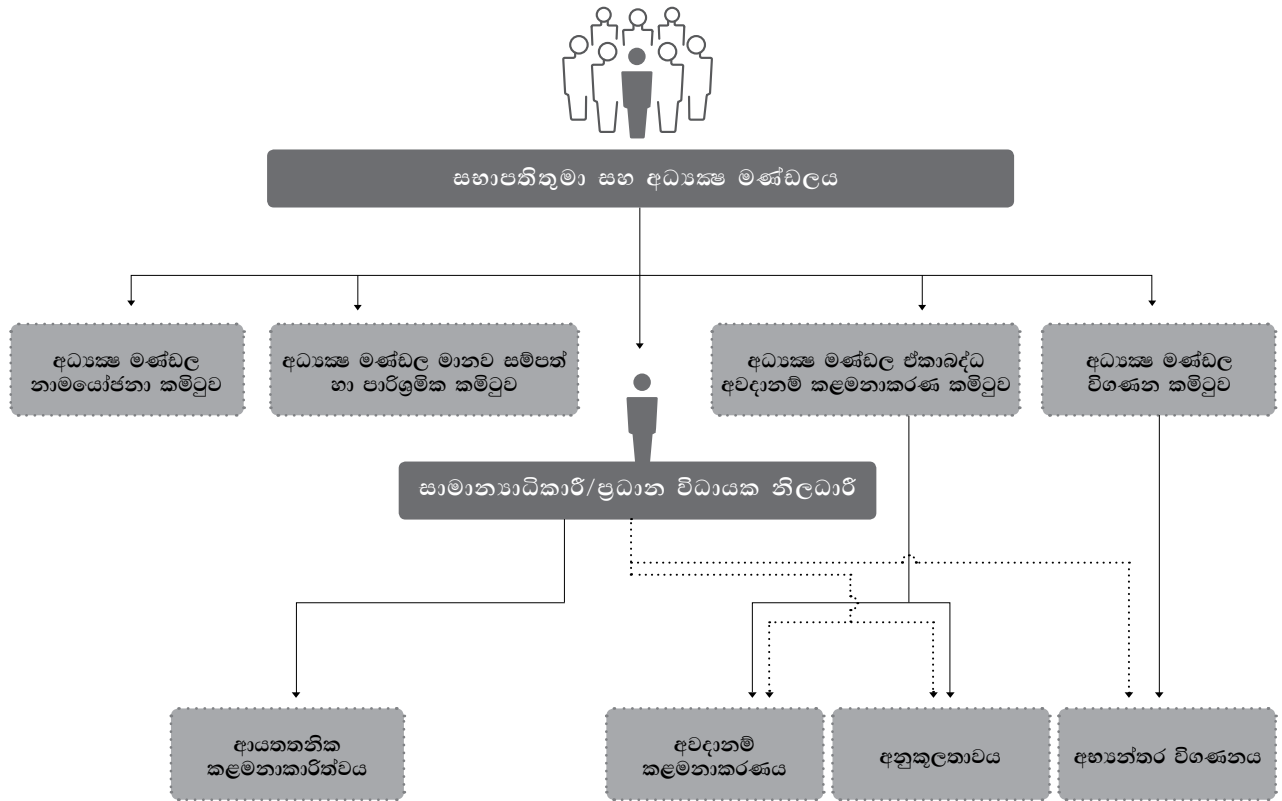 සභාපතිතුමා සහ අධ්‍යක්ෂ මණ්ඩලය
අධ්‍යක්ෂ මණ්ඩල
නාමයෝජනා කමිටුව
අධ්‍යක්ෂ මණ්ඩල මානව සම්පත්
හා පාරිශ්‍රමික කමිටුව
අධ්‍යක්ෂ මණ්ඩල ඒකාබද්ධ
අවදානම් කළමනාකරණ කමිටුව
අධ්‍යක්ෂ මණ්ඩල
විගණන කමිටුව
සාමාන්‍යාධිකාරී/ප්‍රධාන විධායක නිලධාරී
ආයතනික
කළමනාකාරිත්වය
අවදානම්
කළමනාකරණය
අනුකූලතාවය
අභ්‍යන්තර විගණනය